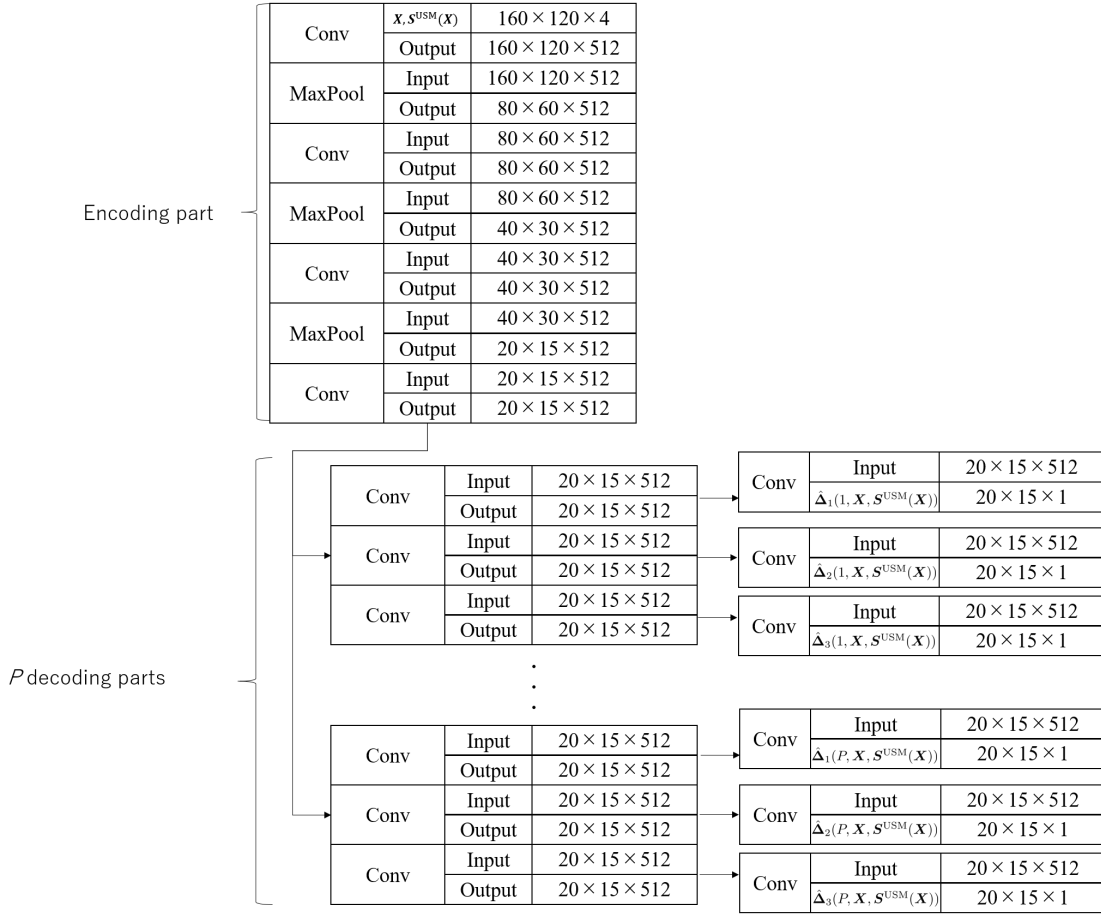 Encoding part
Conv X, S^USM(X) 160×120×4
Output 160×120×512
MaxPool Input 160×120×512
Output 80×60×512
Conv Input 80×60×512
Output 80×60×512
MaxPool Input 80×60×512
Output 40×30×512
Conv Input 40×30×512
Output 40×30×512
MaxPool Input 40×30×512
Output 20×15×512
Conv Input 20×15×512
Output 20×15×512
P decoding parts
Conv Input 20×15×512
Output 20×15×512
Conv Input 20×15×512
Output 20×15×512
Conv Input 20×15×512
Output 20×15×512
Conv Input 20×15×512
Δ̂₁(1, X, S^USM(X)) 20×15×1
Conv Input 20×15×512
Δ̂₂(1, X, S^USM(X)) 20×15×1
Conv Input 20×15×512
Δ̂₃(1, X, S^USM(X)) 20×15×1
Conv Input 20×15×512
Output 20×15×512
Conv Input 20×15×512
Output 20×15×512
Conv Input 20×15×512
Output 20×15×512
Conv Input 20×15×512
Δ̂₁(P, X, S^USM(X)) 20×15×1
Conv Input 20×15×512
Δ̂₂(P, X, S^USM(X)) 20×15×1
Conv Input 20×15×512
Δ̂₃(P, X, S^USM(X)) 20×15×1